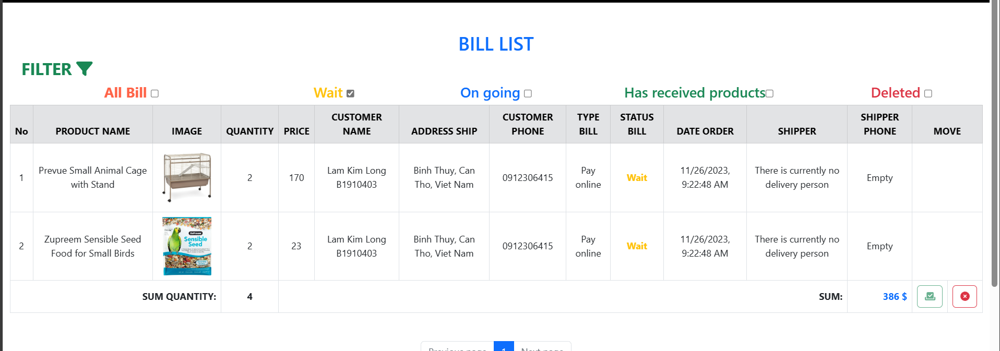 BILL LIST
FILTER
All Bill Wait On going Has received products Deleted
No PRODUCT NAME IMAGE QUANTITY PRICE CUSTOMER NAME ADDRESS SHIP CUSTOMER PHONE TYPE BILL STATUS BILL DATE ORDER SHIPPER SHIPPER PHONE MOVE
1 Prevue Small Animal Cage with Stand 2 170 Lam Kim Long B1910403 Binh Thuy, Can Tho, Viet Nam 0912306415 Pay online Wait 11/26/2023, 9:22:48 AM There is currently no delivery person Empty
2 Zupreem Sensible Seed Food for Small Birds ZuPreem Sensible Seed 2 23 Lam Kim Long B1910403 Binh Thuy, Can Tho, Viet Nam 0912306415 Pay online Wait 11/26/2023, 9:22:48 AM There is currently no delivery person Empty
SUM QUANTITY: 4 SUM: 386 $
Previous page 1 Next page